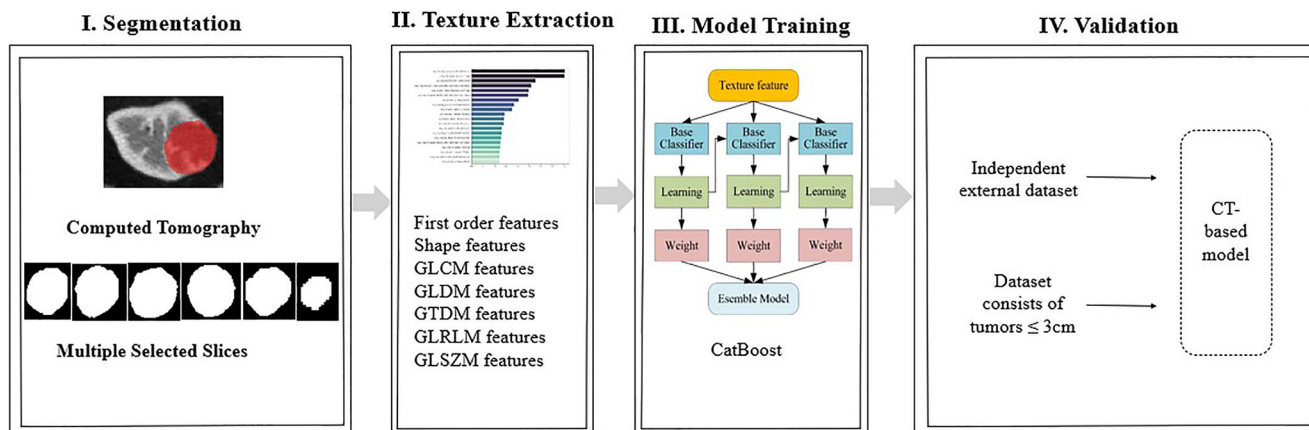 I. Segmentation
Computed Tomography
Multiple Selected Slices
II. Texture Extraction
First order features
Shape features
GLCM features
GLDM features
GTDM features
GLRLM features
GLSZM features
III. Model Training
Texture feature
Base
Classifier
Base
Classifier
Base
Classifier
Learning
Learning
Learning
Weight
Weight
Weight
Esemble Model
CatBoost
IV. Validation
Independent
external dataset
Dataset
consists of
tumors ≤ 3cm
CT-
based
model